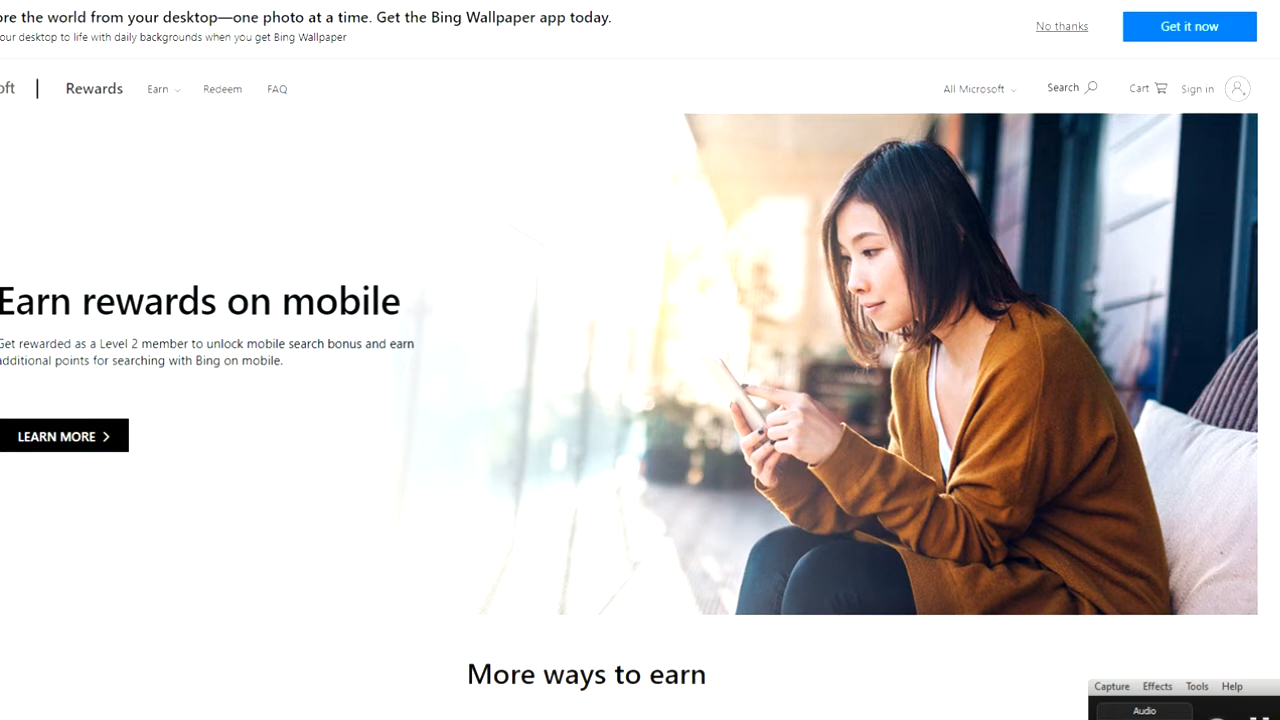 ore the world from your desktop—one photo at a time. Get the Bing Wallpaper app today.
our desktop to life with daily backgrounds when you get Bing Wallpaper
No thanks
Get it now
oft | Rewards Earn Redeem FAQ All Microsoft Search Cart Sign in
Earn rewards on mobile
Get rewarded as a Level 2 member to unlock mobile search bonus and earn
additional points for searching with Bing on mobile.
LEARN MORE
More ways to earn
Capture Effects Tools Help
Audio